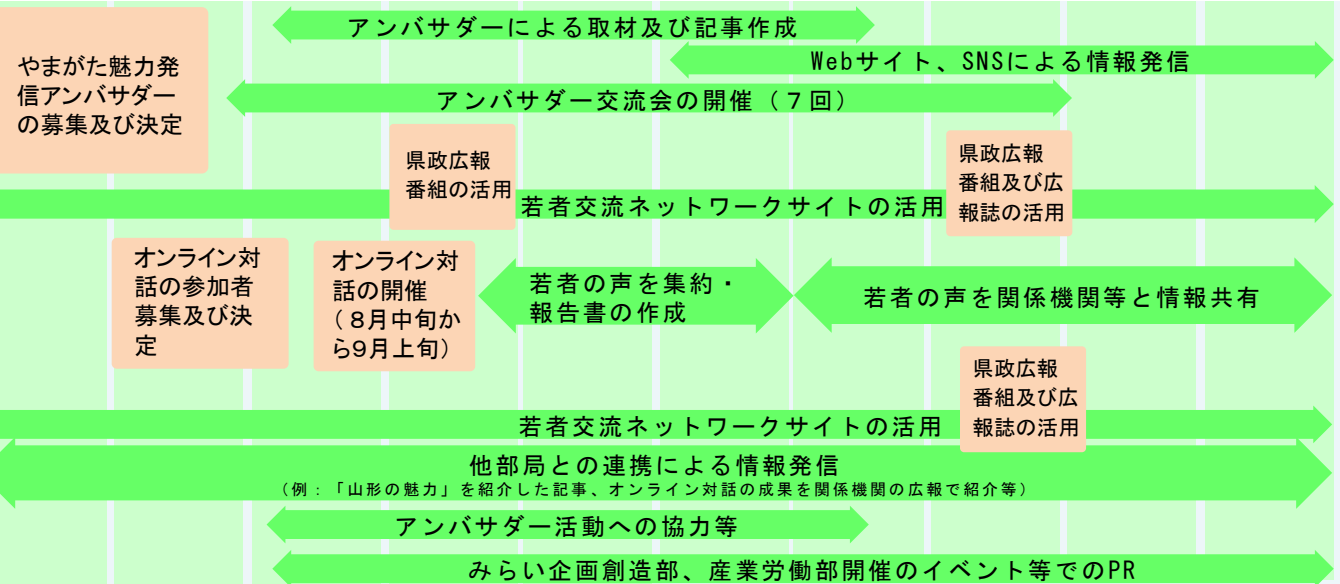 アンバサダーによる取材及び記事作成
やまがた魅力発
信アンバサダー
の募集及び決定
Webサイト、SNSによる情報発信
アンバサダー交流会の開催（７回）
県政広報
番組の活用
県政広報
番組及び広
報誌の活用
若者交流ネットワークサイトの活用
オンライン対
話の参加者
募集及び決
定
オンライン対
話の開催
（８月中旬か
ら９月上旬）
若者の声を集約・
報告書の作成
若者の声を関係機関等と情報共有
県政広報
番組及び広
報誌の活用
若者交流ネットワークサイトの活用
他部局との連携による情報発信
（例：「山形の魅力」を紹介した記事、オンライン対話の成果を関係機関の広報で紹介等）
アンバサダー活動への協力等
みらい企画創造部、産業労働部開催のイベント等でのPR